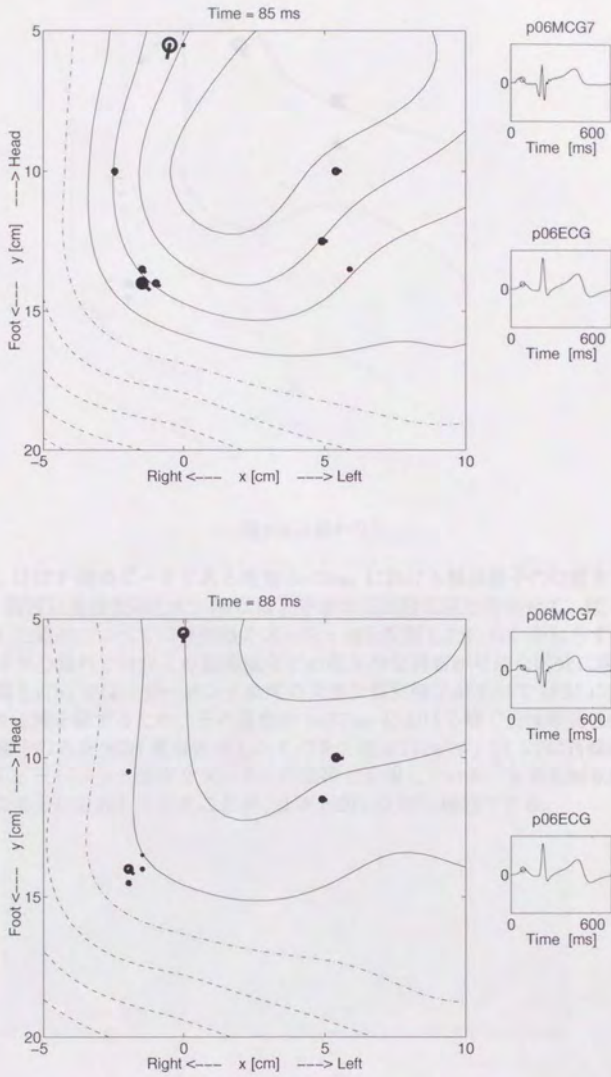 Time = 85 ms
5
10
15
20
Foot <---- y [cm] ----> Head
-5
0
5
10
Right <---- x [cm] ----> Left
p06MCG7
0
0
600
Time [ms]
p06ECG
0
0
600
Time [ms]
Time = 88 ms
5
10
15
20
Foot <---- y [cm] ----> Head
-5
0
5
10
Right <---- x [cm] ----> Left
p06MCG7
0
0
600
Time [ms]
p06ECG
0
0
600
Time [ms]